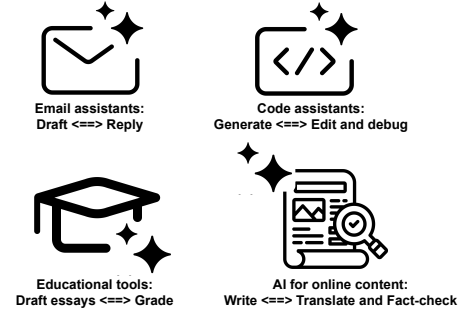 Email assistants:
Draft <==> Reply
Code assistants:
Generate <==> Edit and debug
Educational tools:
Draft essays <==> Grade
AI for online content:
Write <==> Translate and Fact-check